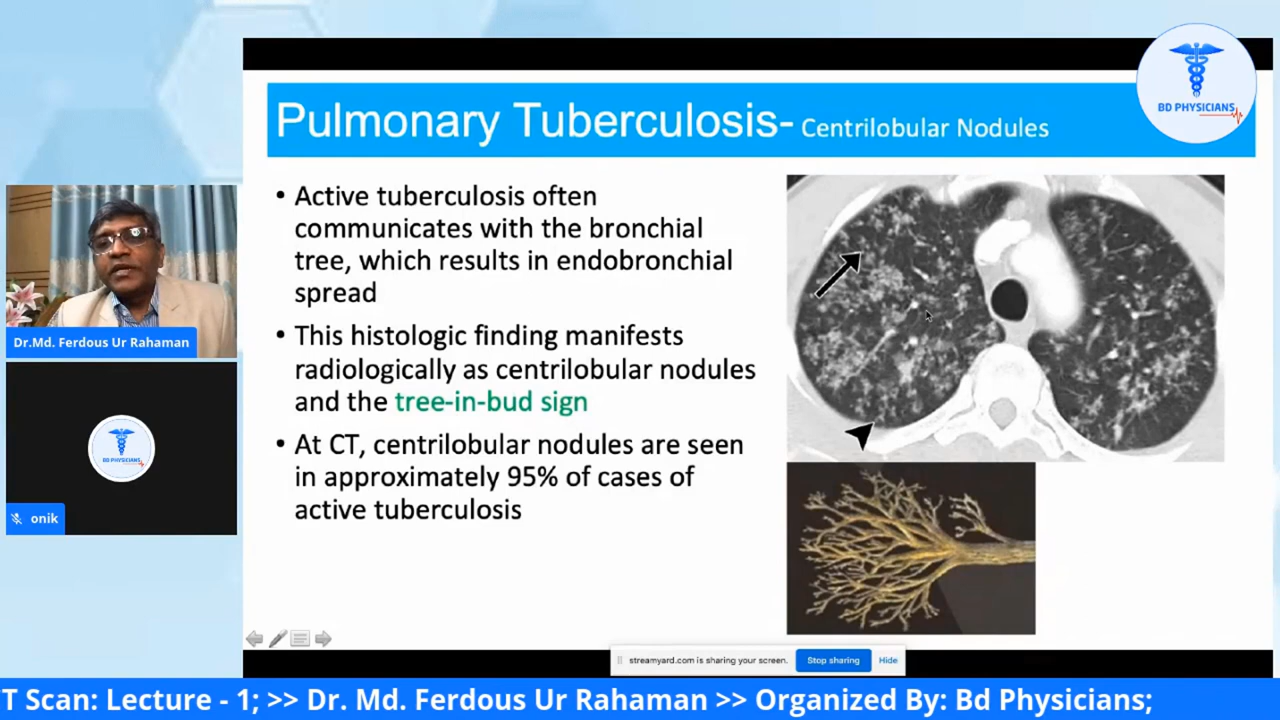 BD PHYSICIANS
Pulmonary Tuberculosis- Centrilobular Nodules
• Active tuberculosis often
communicates with the bronchial
tree, which results in endobronchial
spread
• This histologic finding manifests
radiologically as centrilobular nodules
and the tree-in-bud sign
• At CT, centrilobular nodules are seen
in approximately 95% of cases of
active tuberculosis
Dr.Md. Ferdous Ur Rahaman
BD PHYSICIANS
onik
streamyard.com is sharing your screen. Stop sharing Hide
T Scan: Lecture - 1; >> Dr. Md. Ferdous Ur Rahaman >> Organized By: Bd Physicians;